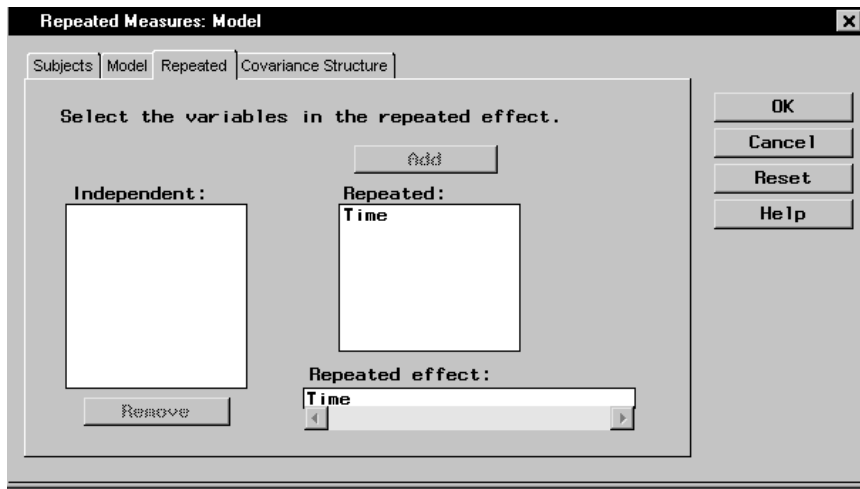 Repeated Measures: Model
Subjects Model Repeated Covariance Structure
Select the variables in the repeated effect.
Add
Independent:
Repeated:
Time
Remove
Repeated effect:
Time
OK
Cancel
Reset
Help